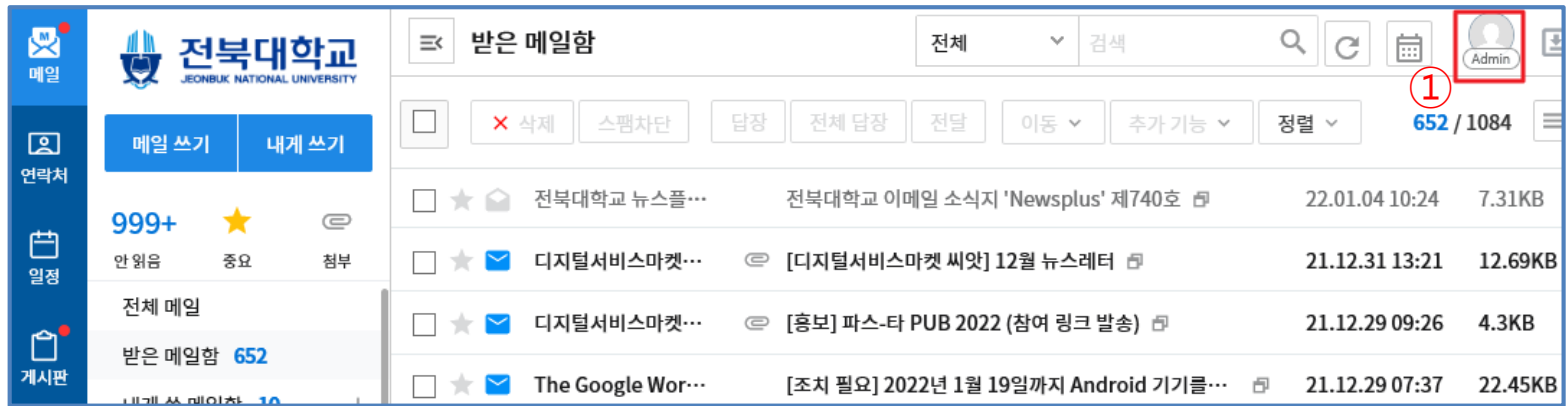 메일
연락처
일정
게시판
전북대학교
JEONBUK NATIONAL UNIVERSITY
메일 쓰기 내게 쓰기
999+
안읽음 중요 첨부
전체 메일
받은 메일함 652
받은 메일함 전체 검색 Admin
①
삭제 스팸차단 답장 전체 답장 전달 이동 추가 기능 정렬 652 / 1084
전북대학교 뉴스플··· 전북대학교 이메일 소식지 'Newsplus' 제740호 22.01.04 10:24 7.31KB
디지털서비스마켓··· [디지털서비스마켓 씨앗] 12월 뉴스레터 21.12.31 13:21 12.69KB
디지털서비스마켓··· [홍보] 파스-타 PUB 2022 (참여 링크 발송) 21.12.29 09:26 4.3KB
The Google Wor··· [조치 필요] 2022년 1월 19일까지 Android 기기를··· 21.12.29 07:37 22.45KB